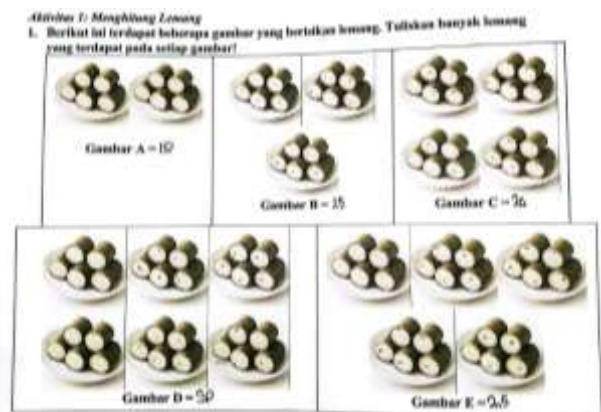 Aktivitas 1: Menghitung Lemang
1. Berikut ini terdapat beberapa gambar yang berisikan lemang. Tuliskan banyak lemang
yang terdapat pada setiap gambar!
Gambar A = 10
Gambar B = 15
Gambar C = 20
Gambar D = 30
Gambar E = 25